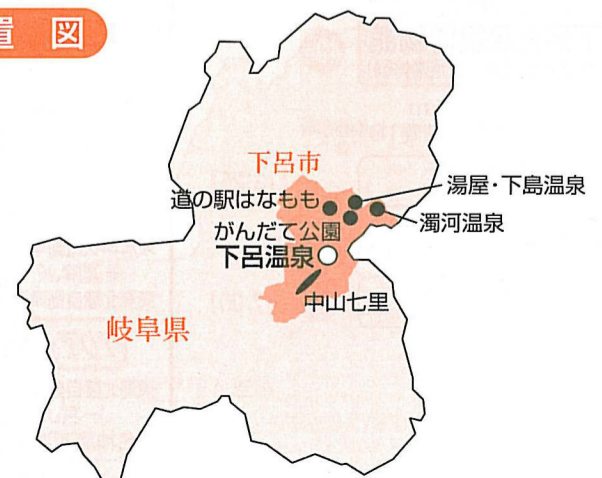 置 図
下呂市
湯屋・下島温泉
道の駅はなもも
濁河温泉
がんだて公園
下呂温泉
中山七里
岐阜県